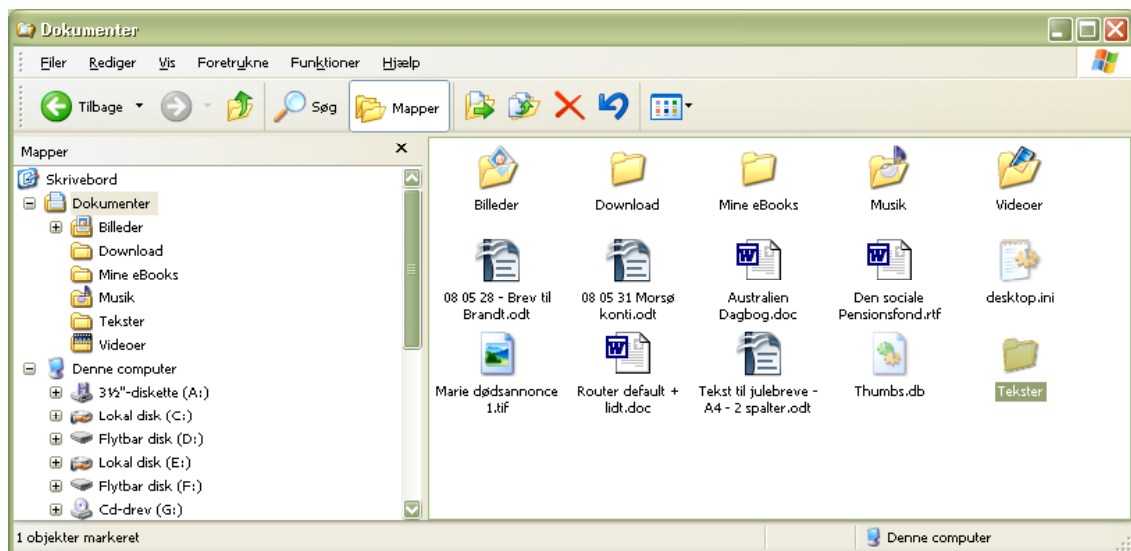 Dokumenter
Filer Rediger Vis Foretrukne Funktioner Hjælp
Tilbage Søg Mapper
Mapper
Skrivebord
Dokumenter
Billeder
Download
Mine eBooks
Musik
Tekster
Videoer
Denne computer
3½"-diskette (A:)
Lokal disk (C:)
Flytbar disk (D:)
Lokal disk (E:)
Flytbar disk (F:)
Cd-drev (G:)
Billeder Download Mine eBooks Musik Videoer
08 05 28 - Brev til
Brandt.odt
08 05 31 Morsø
konti.odt
Australien
Dagbog.doc
Den sociale
Pensionsfond.rtf
desktop.ini
Marie dødsannonce
1.tif
Router default +
lidt.doc
Tekst til julebreve -
A4 - 2 spalter.odt
Thumbs.db
Tekster
1 objekter markeret
Denne computer